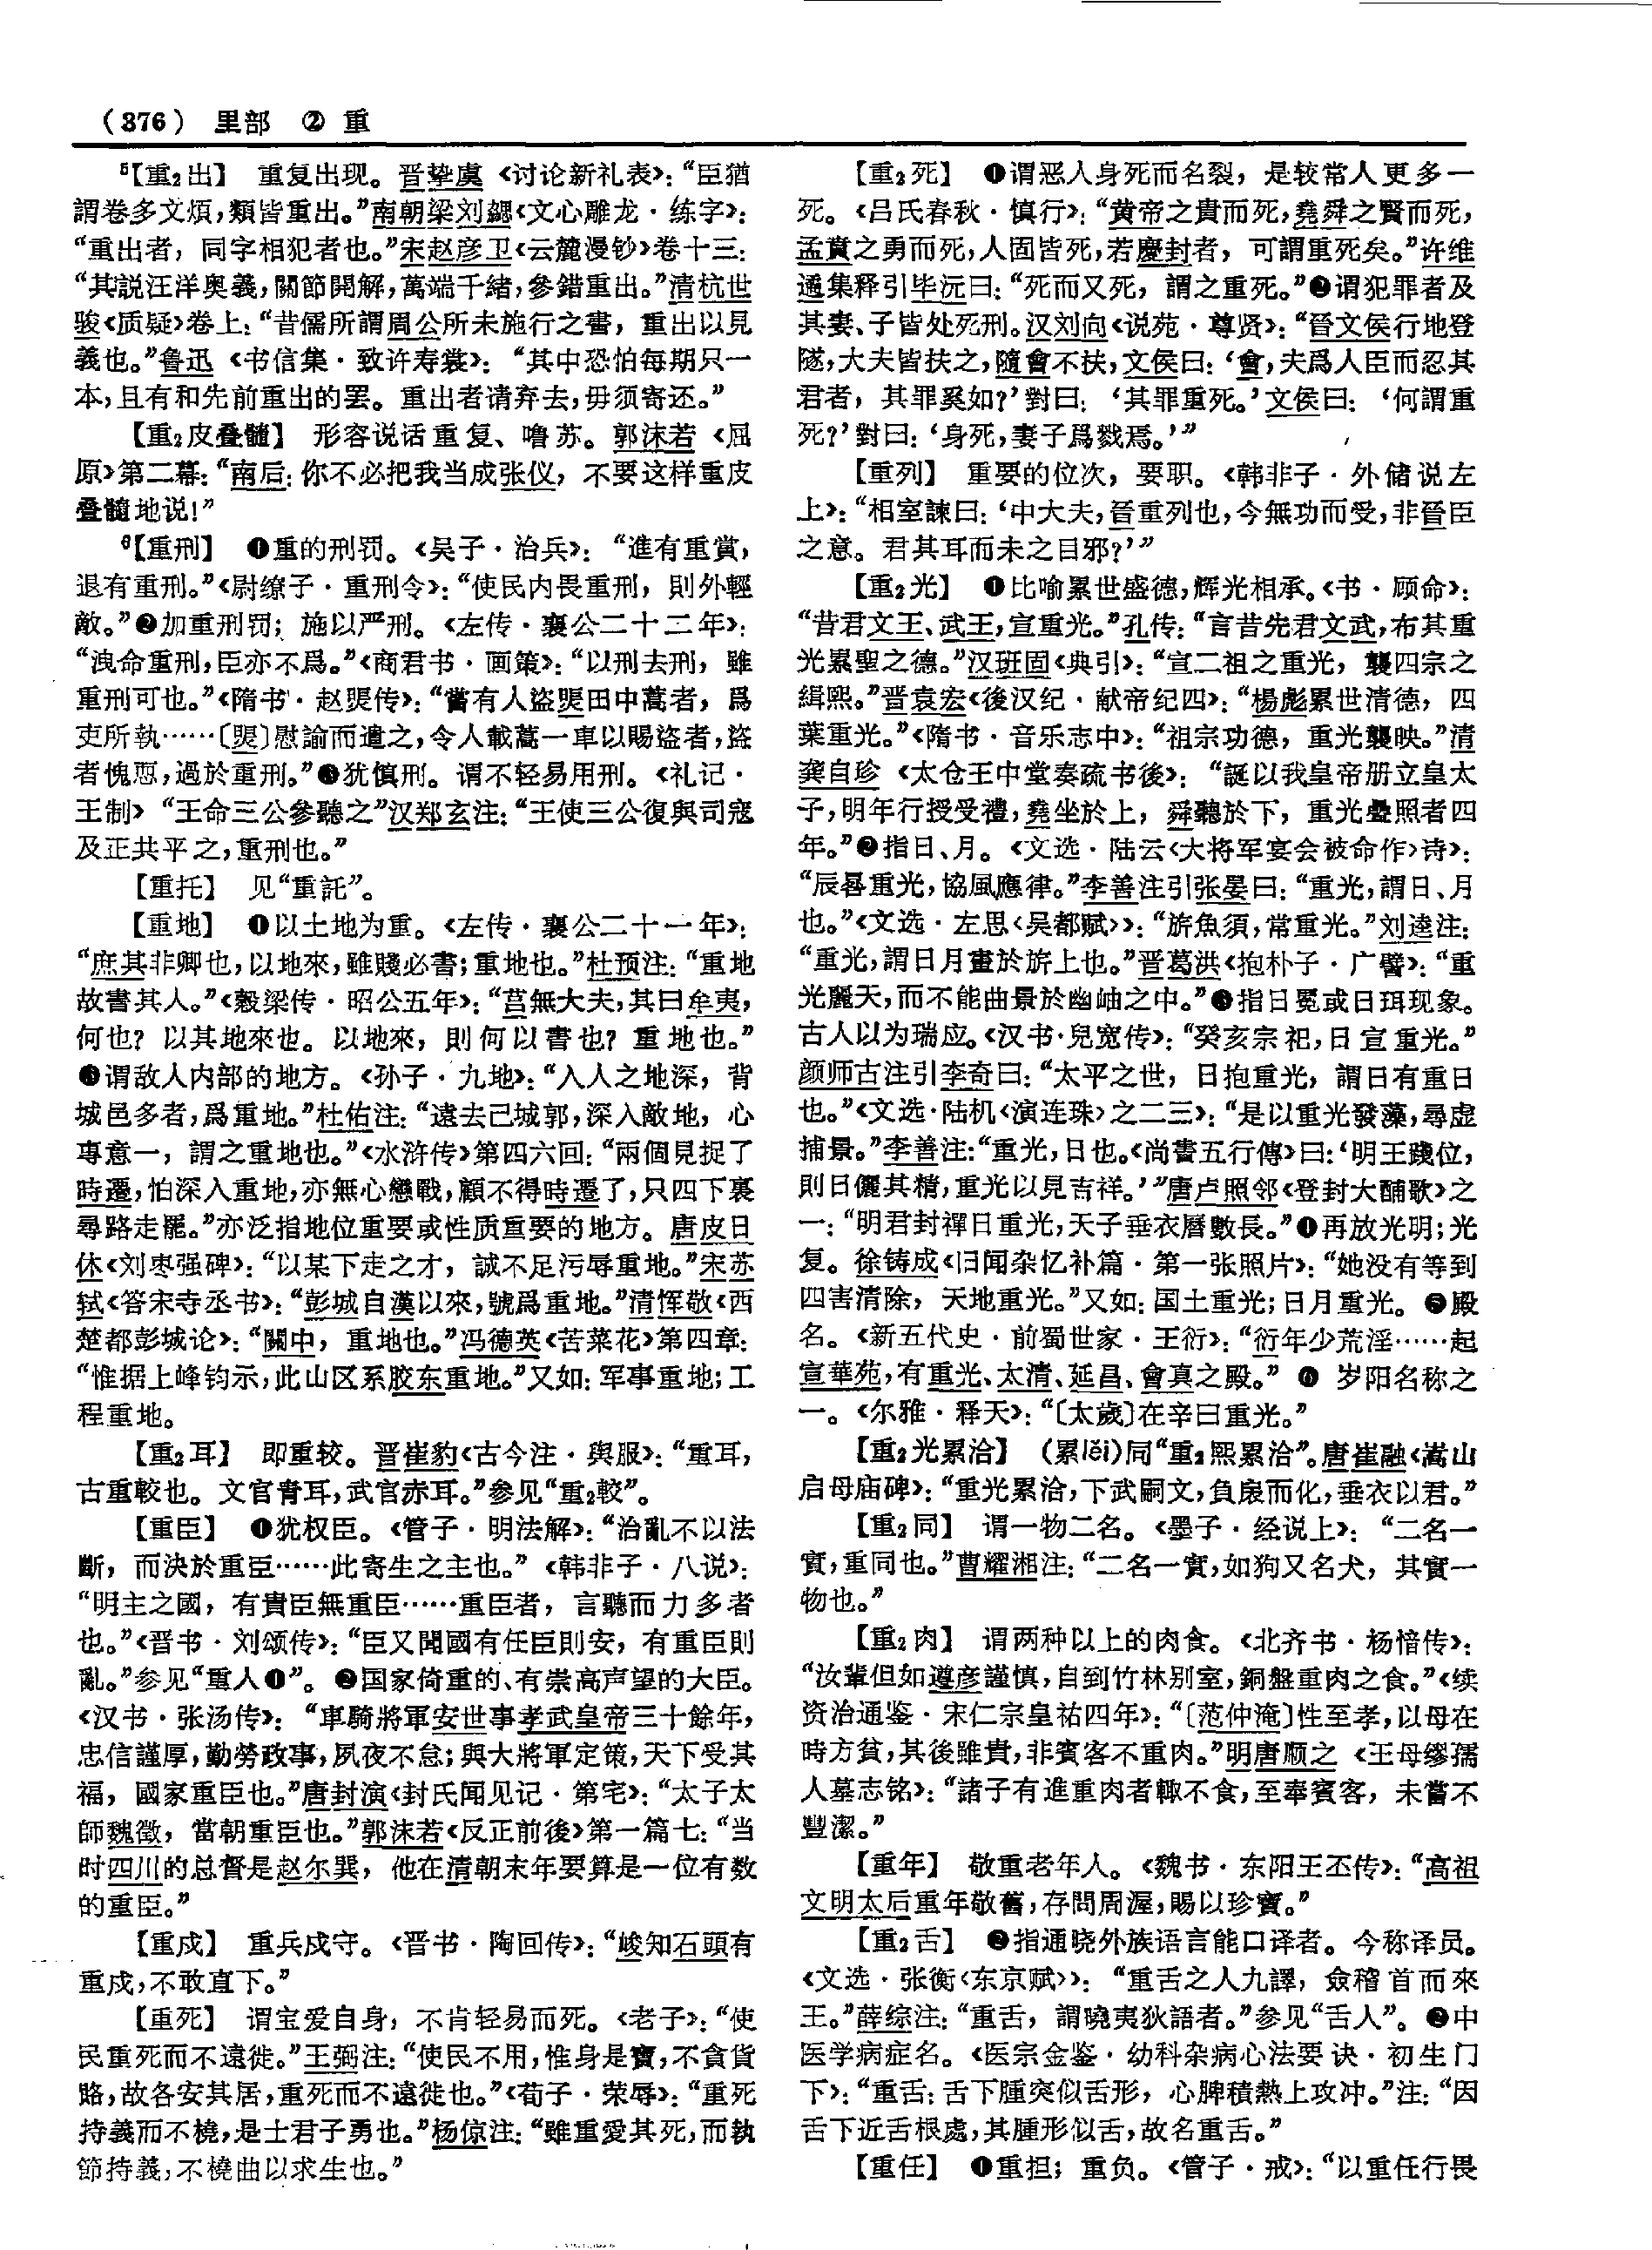 （376） 里部 ② 重
⁵【重₂出】 重复出现。晋挚虞《讨论新礼表》：“臣猶
謂卷多文煩，類皆重出。”南朝梁刘勰《文心雕龙·练字》：
“重出者，同字相犯者也。”宋赵彦卫《云麓漫钞》卷十三：
“其説汪洋奥義，關節開解，萬端千緒，參錯重出。”清杭世
骏《质疑》卷上：“昔儒所謂周公所未施行之書，重出以見
義也。”鲁迅《书信集·致许寿裳》：“其中恐怕每期只一
本，且有和先前重出的罢。重出者请弃去，毋须寄还。”
【重₂皮叠髓】 形容说话重复、噜苏。郭沫若《屈
原》第二幕：“南后：你不必把我当成张仪，不要这样重皮
叠髓地说！”
⁶【重刑】 ❶重的刑罚。《吴子·治兵》：“進有重賞，
退有重刑。”《尉缭子·重刑令》：“使民内畏重刑，則外輕
敵。”❷加重刑罚；施以严刑。《左传·襄公二十二年》：
“洩命重刑，臣亦不爲。”《商君书·画策》：“以刑去刑，雖
重刑可也。”《隋书·赵煚传》：“嘗有人盜煚田中蒿者，爲
吏所執……〔煚〕慰諭而遣之，令人載蒿一車以賜盜者，盜
者愧恧，過於重刑。”❸犹慎刑。谓不轻易用刑。《礼记·
王制》“王命三公參聽之”汉郑玄注：“王使三公復與司寇
及正共平之，重刑也。”
【重托】 见“重託”。
【重地】 ❶以土地为重。《左传·襄公二十一年》：
“庶其非卿也，以地來，雖賤必書；重地也。”杜预注：“重地
故書其人。”《穀梁传·昭公五年》：“莒無大夫，其曰牟夷，
何也？以其地來也。以地來，則何以書也？重地也。”
❷谓敌人内部的地方。《孙子·九地》：“入人之地深，背
城邑多者，爲重地。”杜佑注：“遠去己城郭，深入敵地，心
專意一，謂之重地也。”《水浒传》第四六回：“兩個見捉了
時遷，怕深入重地，亦無心戀戰，顧不得時遷了，只四下裏
尋路走罷。”亦泛指地位重要或性质重要的地方。唐皮日
休《刘枣强碑》：“以某下走之才，誠不足污辱重地。”宋苏
轼《答宋寺丞书》：“彭城自漢以來，號爲重地。”清恽敬《西
楚都彭城论》：“關中，重地也。”冯德英《苦菜花》第四章：
“惟据上峰钧示，此山区系胶东重地。”又如：军事重地；工
程重地。
【重₂耳】 即重较。晋崔豹《古今注·舆服》：“重耳，
古重較也。文官青耳，武官赤耳。”参见“重₂較”。
【重臣】 ❶犹权臣。《管子·明法解》：“治亂不以法
斷，而決於重臣……此寄生之主也。”《韩非子·八说》：
“明主之國，有貴臣無重臣……重臣者，言聽而力多者
也。”《晋书·刘颂传》：“臣又聞國有任臣則安，有重臣則
亂。”参见“重人❶”。❷国家倚重的、有崇高声望的大臣。
《汉书·张汤传》：“車騎將軍安世事孝武皇帝三十餘年，
忠信謹厚，勤勞政事，夙夜不怠；與大將軍定策，天下受其
福，國家重臣也。”唐封演《封氏闻见记·第宅》：“太子太
師魏徵，當朝重臣也。”郭沫若《反正前後》第一篇七：“当
时四川的总督是赵尔巽，他在清朝末年要算是一位有数
的重臣。”
【重戍】 重兵戍守。《晋书·陶回传》：“峻知石頭有
重戍，不敢直下。”
【重死】 谓宝爱自身，不肯轻易而死。《老子》：“使
民重死而不遠徙。”王弼注：“使民不用，惟身是寶，不貪貨
賂，故各安其居，重死而不遠徙也。”《荀子·荣辱》：“重死
持義而不橈，是士君子勇也。”杨倞注：“雖重愛其死，而執
節持義，不橈曲以求生也。”
【重₂死】 ❶谓恶人身死而名裂，是较常人更多一
死。《吕氏春秋·慎行》：“黄帝之貴而死，堯舜之賢而死，
孟賁之勇而死，人固皆死，若慶封者，可謂重死矣。”许维
遹集释引毕沅曰：“死而又死，謂之重死。”❷谓犯罪者及
其妻、子皆处死刑。汉刘向《说苑·尊贤》：“晉文侯行地登
隧，大夫皆扶之，隨會不扶，文侯曰：‘會，夫爲人臣而忍其
君者，其罪奚如？’對曰：‘其罪重死。’文侯曰：‘何謂重
死？’對曰：‘身死，妻子爲戮焉。’”
【重列】 重要的位次，要职。《韩非子·外储说左
上》：“相室諫曰：‘中大夫，晉重列也，今無功而受，非晉臣
之意。君其耳而未之目邪？’”
【重₂光】 ❶比喻累世盛德，辉光相承。《书·顾命》：
“昔君文王、武王，宣重光。”孔传：“言昔先君文武，布其重
光累聖之德。”汉班固《典引》：“宣二祖之重光，襲四宗之
緝熙。”晋袁宏《後汉纪·献帝纪四》：“楊彪累世清德，四
葉重光。”《隋书·音乐志中》：“祖宗功德，重光襲映。”清
龚自珍《太仓王中堂奏疏书後》：“誕以我皇帝册立皇太
子，明年行授受禮，堯坐於上，舜聽於下，重光疊照者四
年。”❷指日、月。《文选·陆云〈大将军宴会被命作〉诗》：
“辰晷重光，協風應律。”李善注引张晏曰：“重光，謂日、月
也。”《文选·左思〈吴都赋〉》：“旂魚須，常重光。”刘逵注：
“重光，謂日月畫於旂上也。”晋葛洪《抱朴子·广譬》：“重
光麗天，而不能曲景於幽岫之中。”❸指日冕或日珥现象。
古人以为瑞应。《汉书·兒宽传》：“癸亥宗祀，日宣重光。”
颜师古注引李奇曰：“太平之世，日抱重光，謂日有重日
也。”《文选·陆机〈演连珠〉之二三》：“是以重光發藻，尋虚
捕景。”李善注：“重光，日也。《尚書五行傳》曰：‘明王踐位，
則日儷其精，重光以見吉祥。’”唐卢照邻《登封大酺歌》之
一：“明君封禪日重光，天子垂衣曆數長。”❹再放光明；光
复。徐铸成《旧闻杂忆补篇·第一张照片》：“她没有等到
四害清除，天地重光。”又如：国土重光；日月重光。❺殿
名。《新五代史·前蜀世家·王衍》：“衍年少荒淫……起
宣華苑，有重光、太清、延昌、會真之殿。”❻ 岁阳名称之
一。《尔雅·释天》：“〔太歲〕在辛曰重光。”
【重₂光累洽】 （累lěi）同“重₂熙累洽”。唐崔融《嵩山
启母庙碑》：“重光累洽，下武嗣文，負扆而化，垂衣以君。”
【重₂同】 谓一物二名。《墨子·经说上》：“二名一
實，重同也。”曹耀湘注：“二名一實，如狗又名犬，其實一
物也。”
【重₂肉】 谓两种以上的肉食。《北齐书·杨愔传》：
“汝輩但如遵彦謹慎，自到竹林别室，銅盤重肉之食。”《续
资治通鉴·宋仁宗皇祐四年》：“〔范仲淹〕性至孝，以母在
時方貧，其後雖貴，非賓客不重肉。”明唐顺之《王母缪孺
人墓志铭》：“諸子有進重肉者輒不食，至奉賓客，未嘗不
豐潔。”
【重年】 敬重老年人。《魏书·东阳王丕传》：“高祖
文明太后重年敬舊，存問周渥，賜以珍寶。”
【重₂舌】 ❷指通晓外族语言能口译者。今称译员。
《文选·张衡〈东京赋〉》：“重舌之人九譯，僉稽首而來
王。”薛综注：“重舌，謂曉夷狄語者。”参见“舌人”。❷中
医学病症名。《医宗金鉴·幼科杂病心法要诀·初生门
下》：“重舌：舌下腫突似舌形，心脾積熱上攻冲。”注：“因
舌下近舌根處，其腫形似舌，故名重舌。”
【重任】 ❶重担；重负。《管子·戒》：“以重任行畏